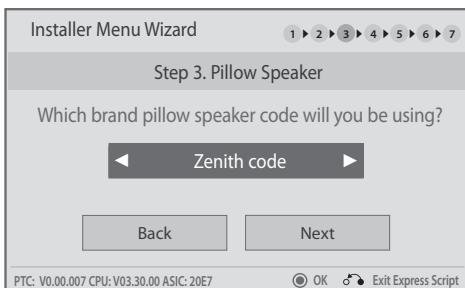 Installer Menu Wizard 1 2 3 4 5 6 7
Step 3. Pillow Speaker
Which brand pillow speaker code will you be using?
Zenith code
Back Next
PTC: V0.00.007 CPU: V03.30.00 ASIC: 20E7 OK Exit Express Script